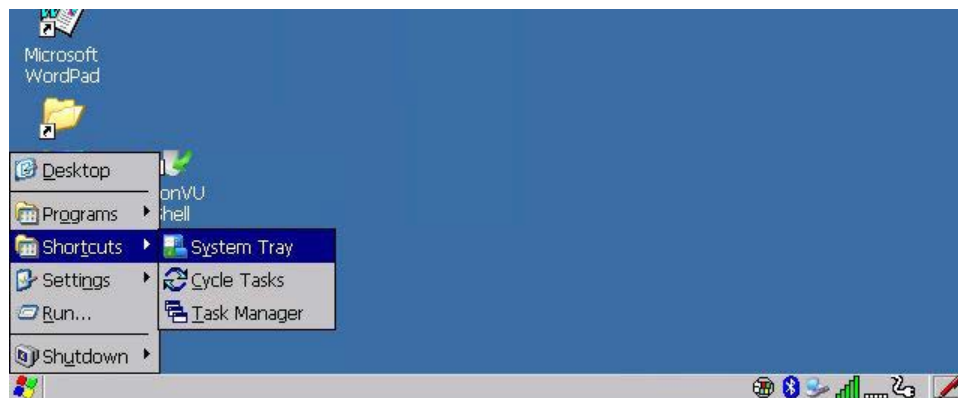 Microsoft
WordPad
Desktop
onVU
Programs
hell
Shortcuts
System Tray
Settings
Cycle Tasks
Run...
Task Manager
Shutdown